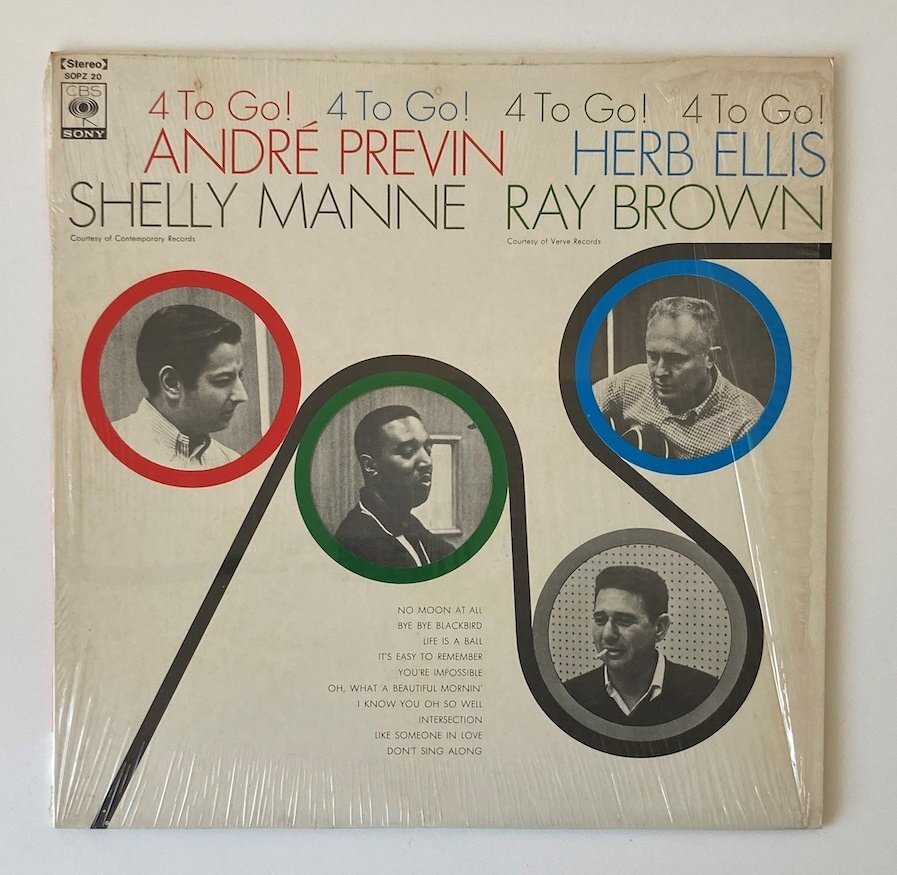 【Stereo】
SOPZ 20
CBS
SONY
4 To Go! 4 To Go! 4 To Go! 4 To Go!
ANDRÉ PREVIN HERB ELLIS
SHELLY MANNE RAY BROWN
Courtesy of Contemporary Records Courtesy of Verve Records
NO MOON AT ALL
BYE BYE BLACKBIRD
LIFE IS A BALL
IT'S EASY TO REMEMBER
YOU'RE IMPOSSIBLE
OH, WHAT A BEAUTIFUL MORNIN'
I KNOW YOU OH SO WELL
INTERSECTION
LIKE SOMEONE IN LOVE
DON'T SING ALONG